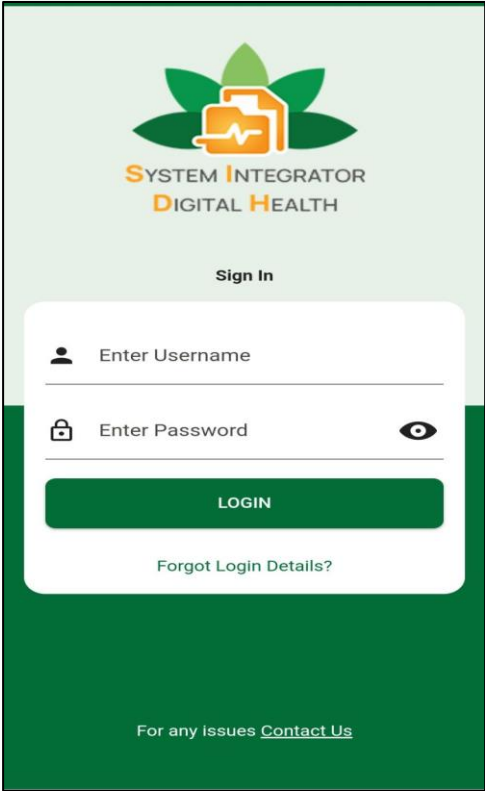 SYSTEM INTEGRATOR
DIGITAL HEALTH
Sign In
Enter Username
Enter Password
LOGIN
Forgot Login Details?
For any issues Contact Us